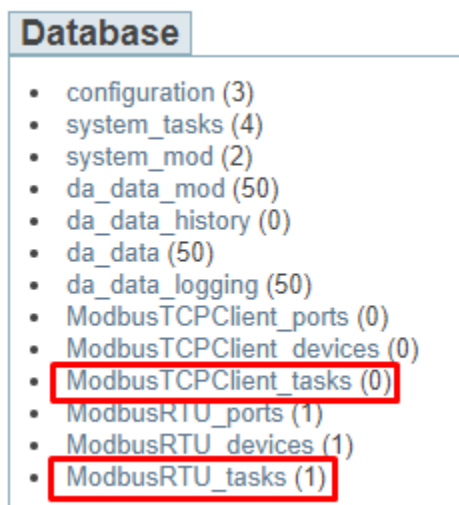 Database
configuration (3)
system_tasks (4)
system_mod (2)
da_data_mod (50)
da_data_history (0)
da_data (50)
da_data_logging (50)
ModbusTCPClient_ports (0)
ModbusTCPClient_devices (0)
ModbusTCPClient_tasks (0)
ModbusRTU_ports (1)
ModbusRTU_devices (1)
ModbusRTU_tasks (1)